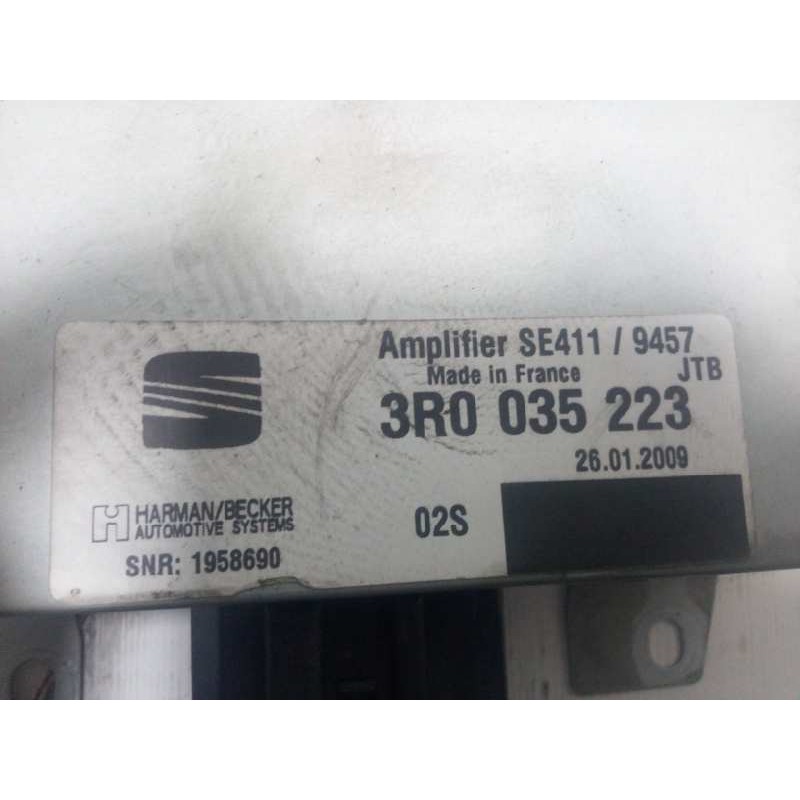 Amplifier SE411 / 9457
Made in France JTB
3R0 035 223
26.01.2009
HARMAN/BECKER
AUTOMOTIVE SYSTEMS
02S
SNR: 1958690